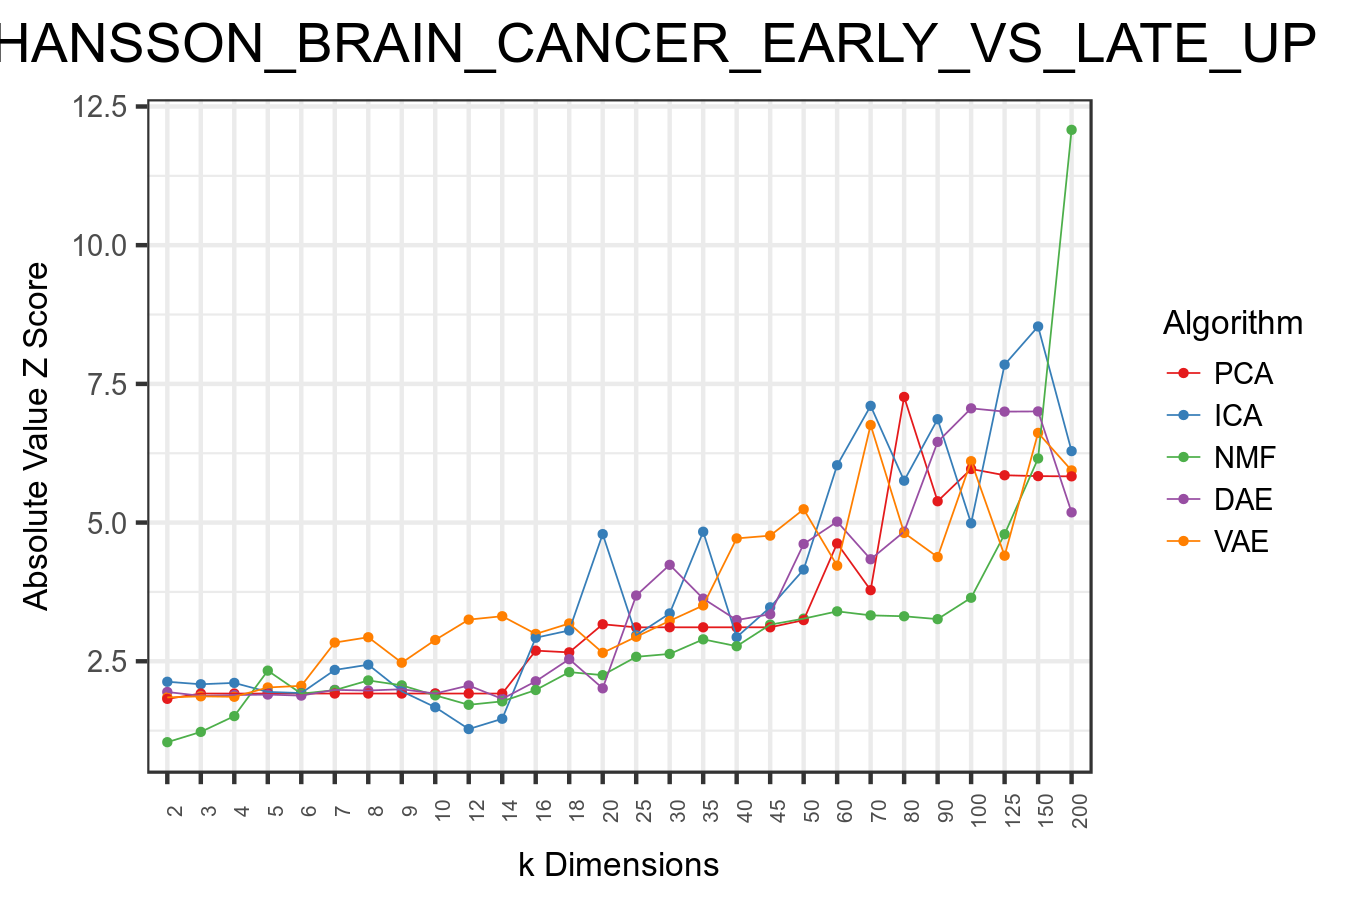 HANSSON_BRAIN_CANCER_EARLY_VS_LATE_UP
12.5
10.0
7.5
5.0
2.5
Absolute Value Z Score
2 3 4 5 6 7 8 9 10 12 14 16 18 20 25 30 35 40 45 50 60 70 80 90 100 125 150 200
k Dimensions
Algorithm
PCA
ICA
NMF
DAE
VAE